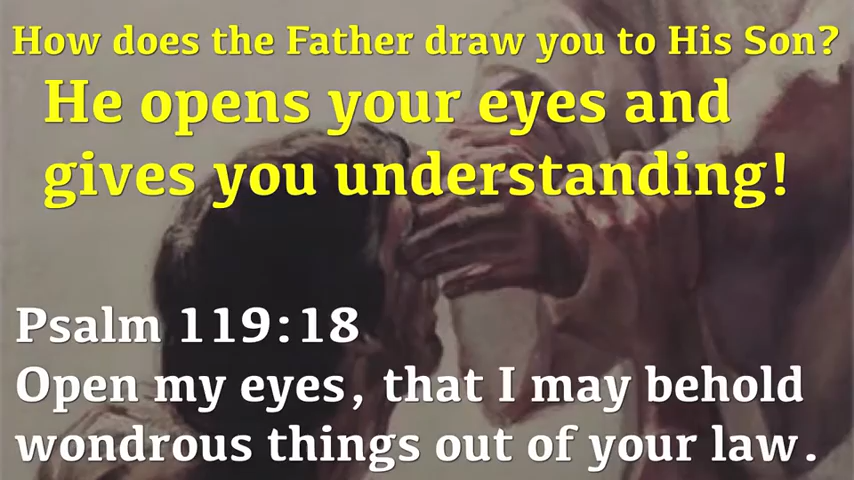 How does the Father draw you to His Son?
He opens your eyes and
gives you understanding!
Psalm 119:18
Open my eyes, that I may behold
wondrous things out of your law.